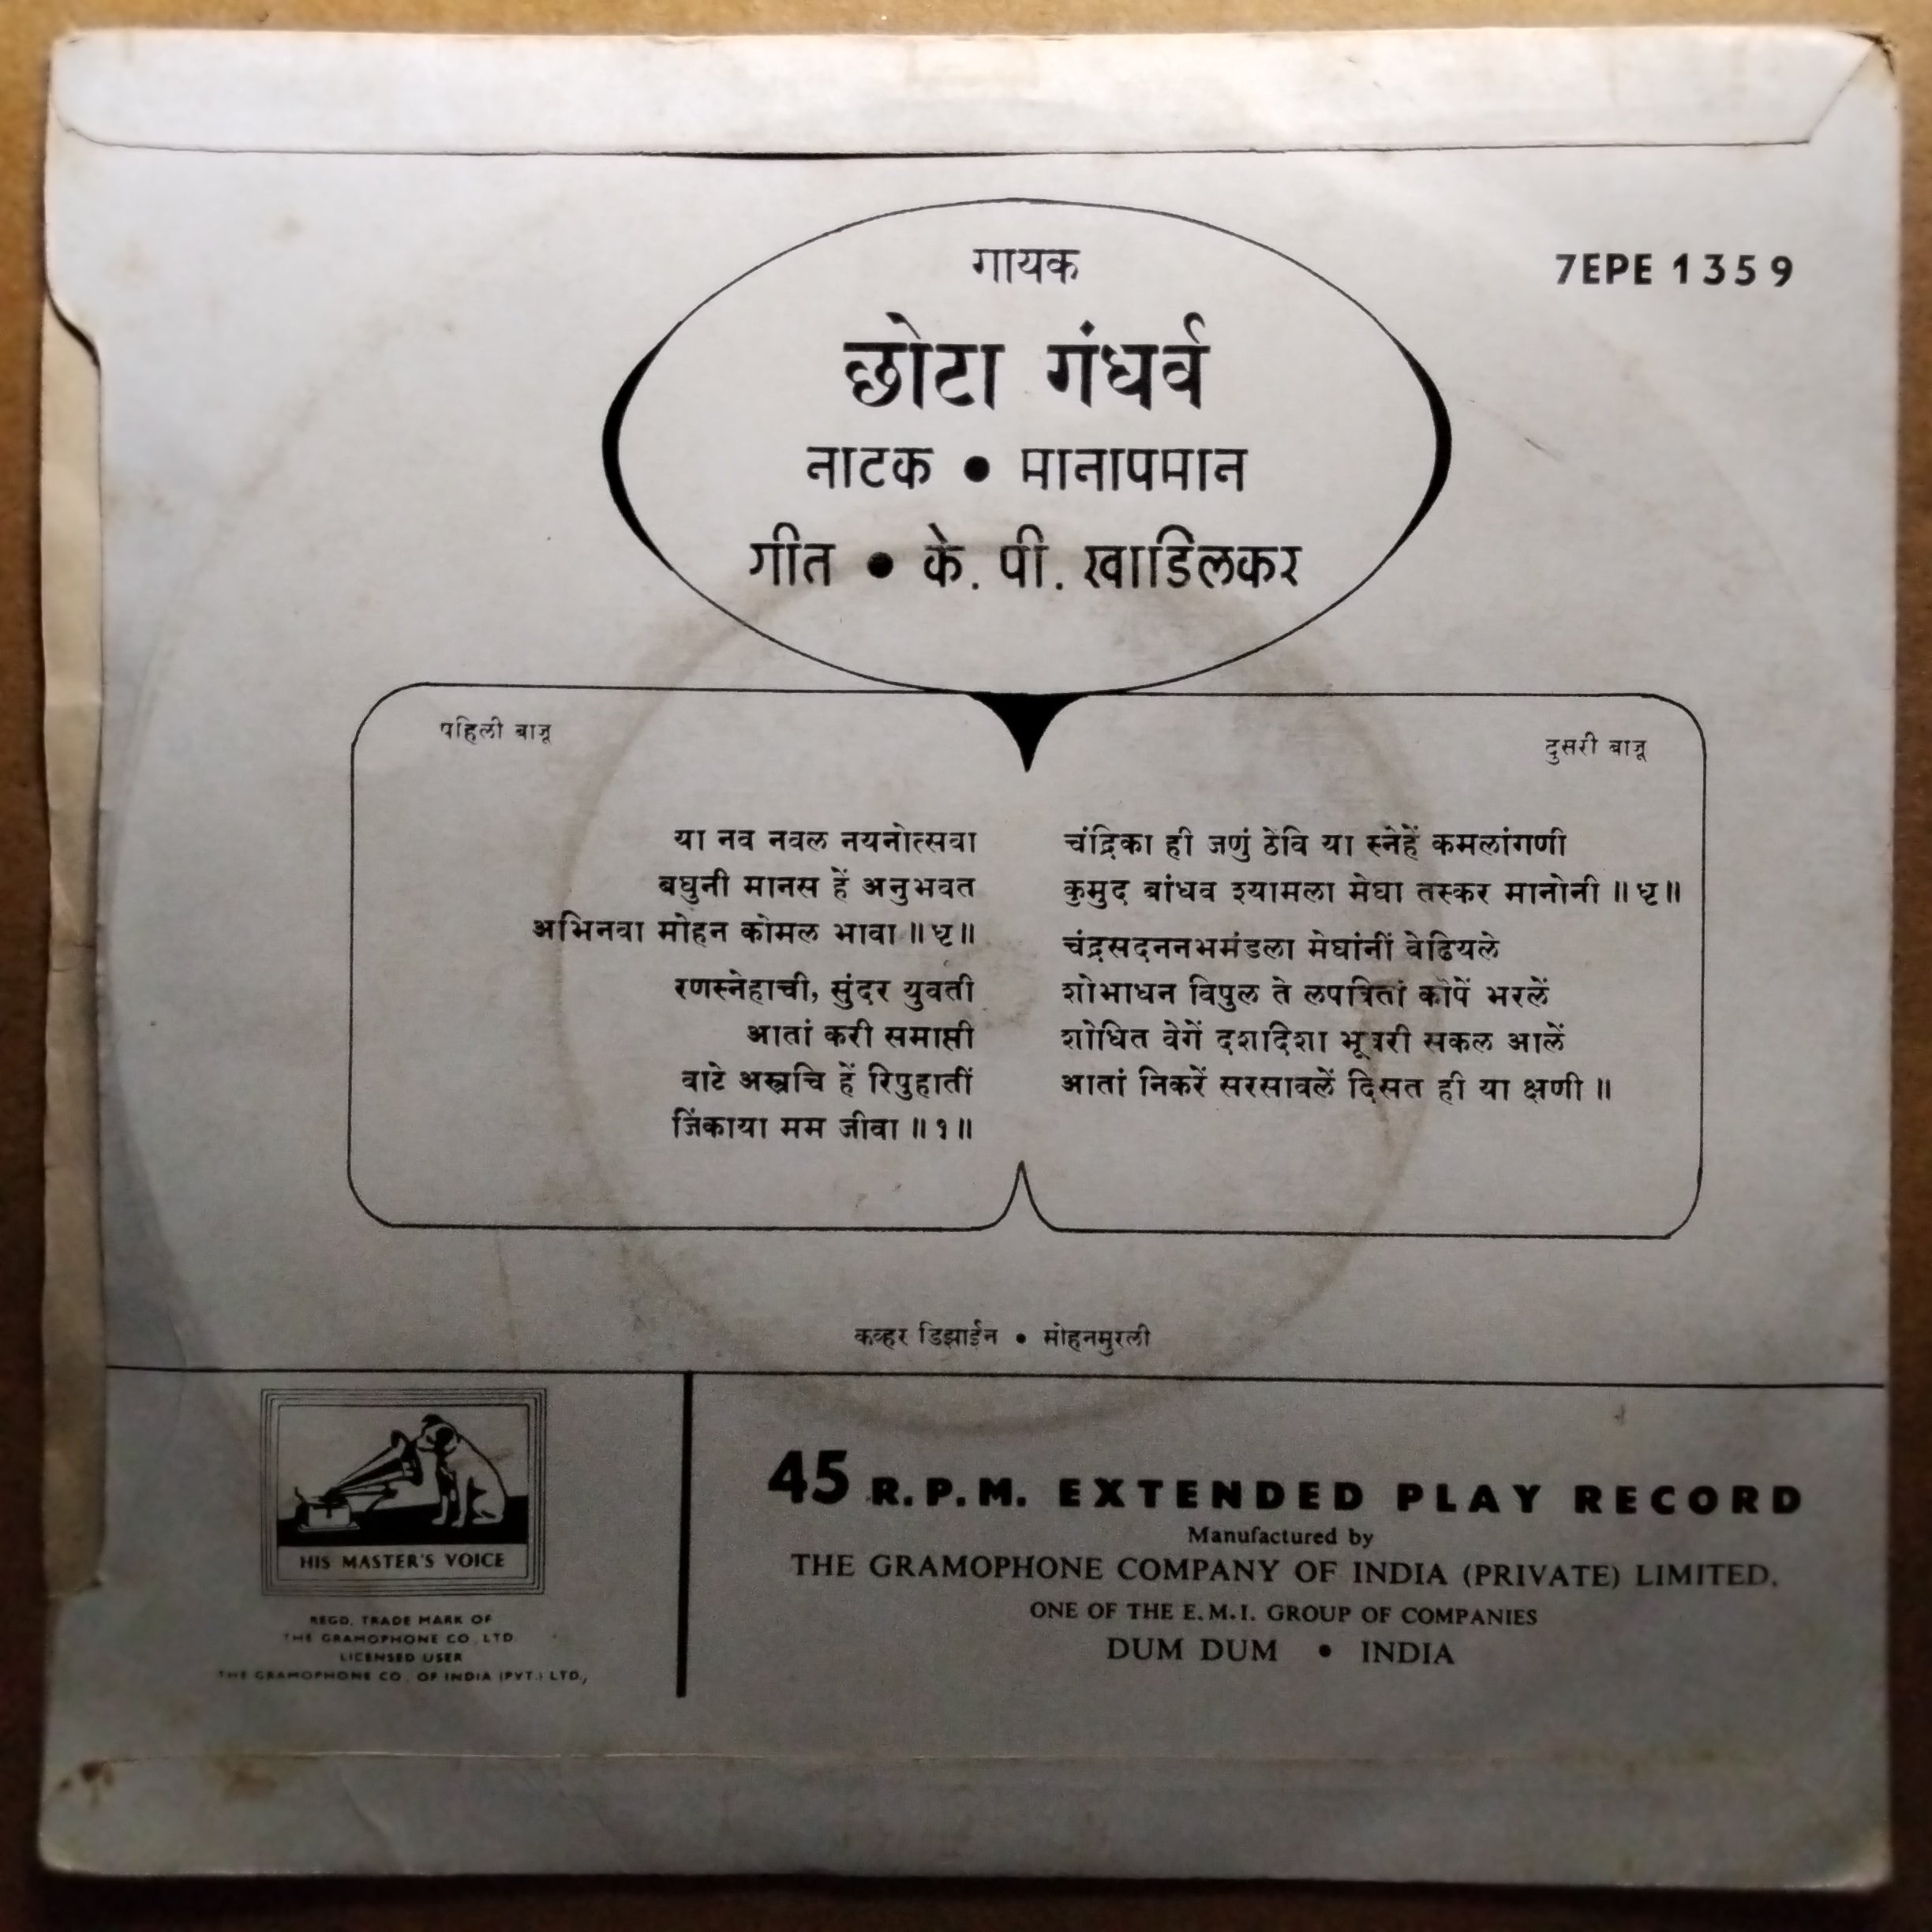 गायक
7EPE 1359
छोटा गंधर्व
नाटक • मानापमान
गीत • के. पी. खाडिलकर
पहिली बाजू
या नव नवल नयनोत्सवा
बघुनी मानस हें अनुभवत
अभिनवा मोहन कोमल भावा ॥ धृ ॥
रणस्नेहाची, सुंदर युवती
आतां करी समाप्ती
वाटे अस्त्रचि हें रिपुहातीं
जिंकाया मम जीवा ॥ १ ॥
दुसरी बाजू
चंद्रिका ही जणुं ठेवि या स्नेहें कमलांगणी
कुमुद बांधव श्यामला मेघा तस्कर मानोनी ॥ धृ ॥
चंद्रसदननभमंडला मेघांनीं वेढियले
शोभाधन विपुल ते लपवितां कोपें भरलें
शोधित वेगें दशदिशा भूवरी सकल आलें
आतां निकरें सरसावलें दिसत ही या क्षणी ॥
कव्हर डिझाईन • मोहनमुरली
HIS MASTER'S VOICE
REGD. TRADE MARK OF
THE GRAMOPHONE CO. LTD.
LICENSED USER
THE GRAMOPHONE CO. OF INDIA (PVT.) LTD.,
45 R.P.M. EXTENDED PLAY RECORD
Manufactured by
THE GRAMOPHONE COMPANY OF INDIA (PRIVATE) LIMITED.
ONE OF THE E.M.I. GROUP OF COMPANIES
DUM DUM • INDIA